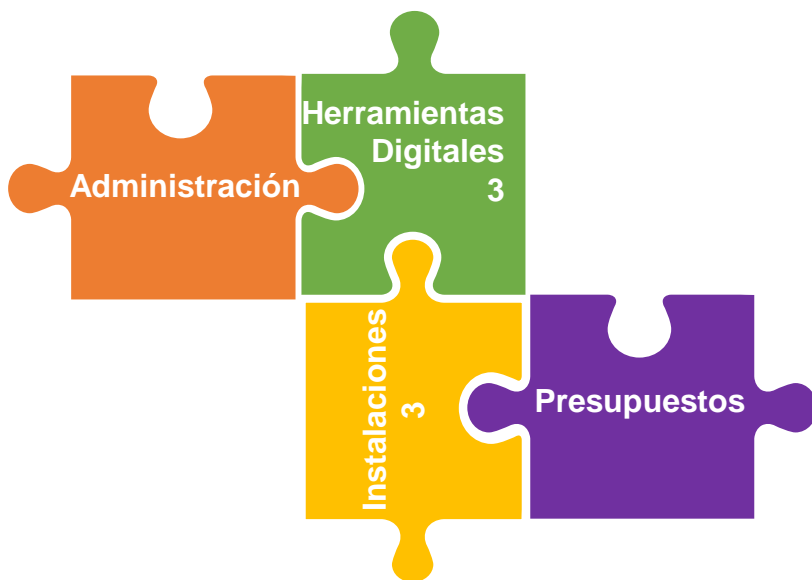 Herramientas
Digitales
3
Administración
Instalaciones
3
Presupuestos